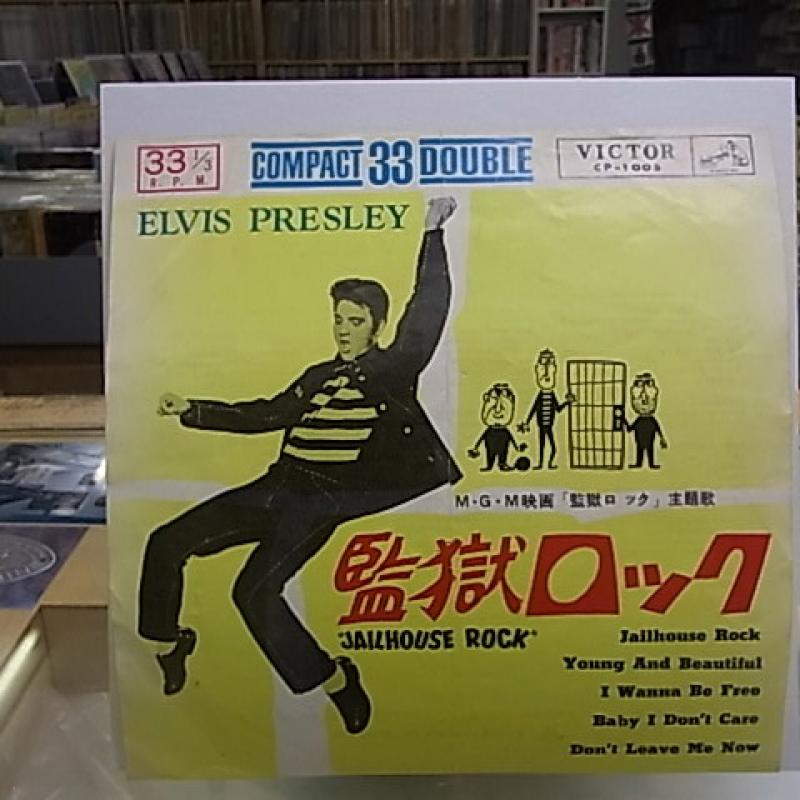 33 1/3
R. P. M.
COMPACT 33 DOUBLE
VICTOR
CP-1005
ELVIS PRESLEY
M・G・M映画「監獄ロック」主題歌
監獄ロック
"JAILHOUSE ROCK"
Jailhouse Rock
Young And Beautiful
I Wanna Be Free
Baby I Don't Care
Don't Leave Me Now